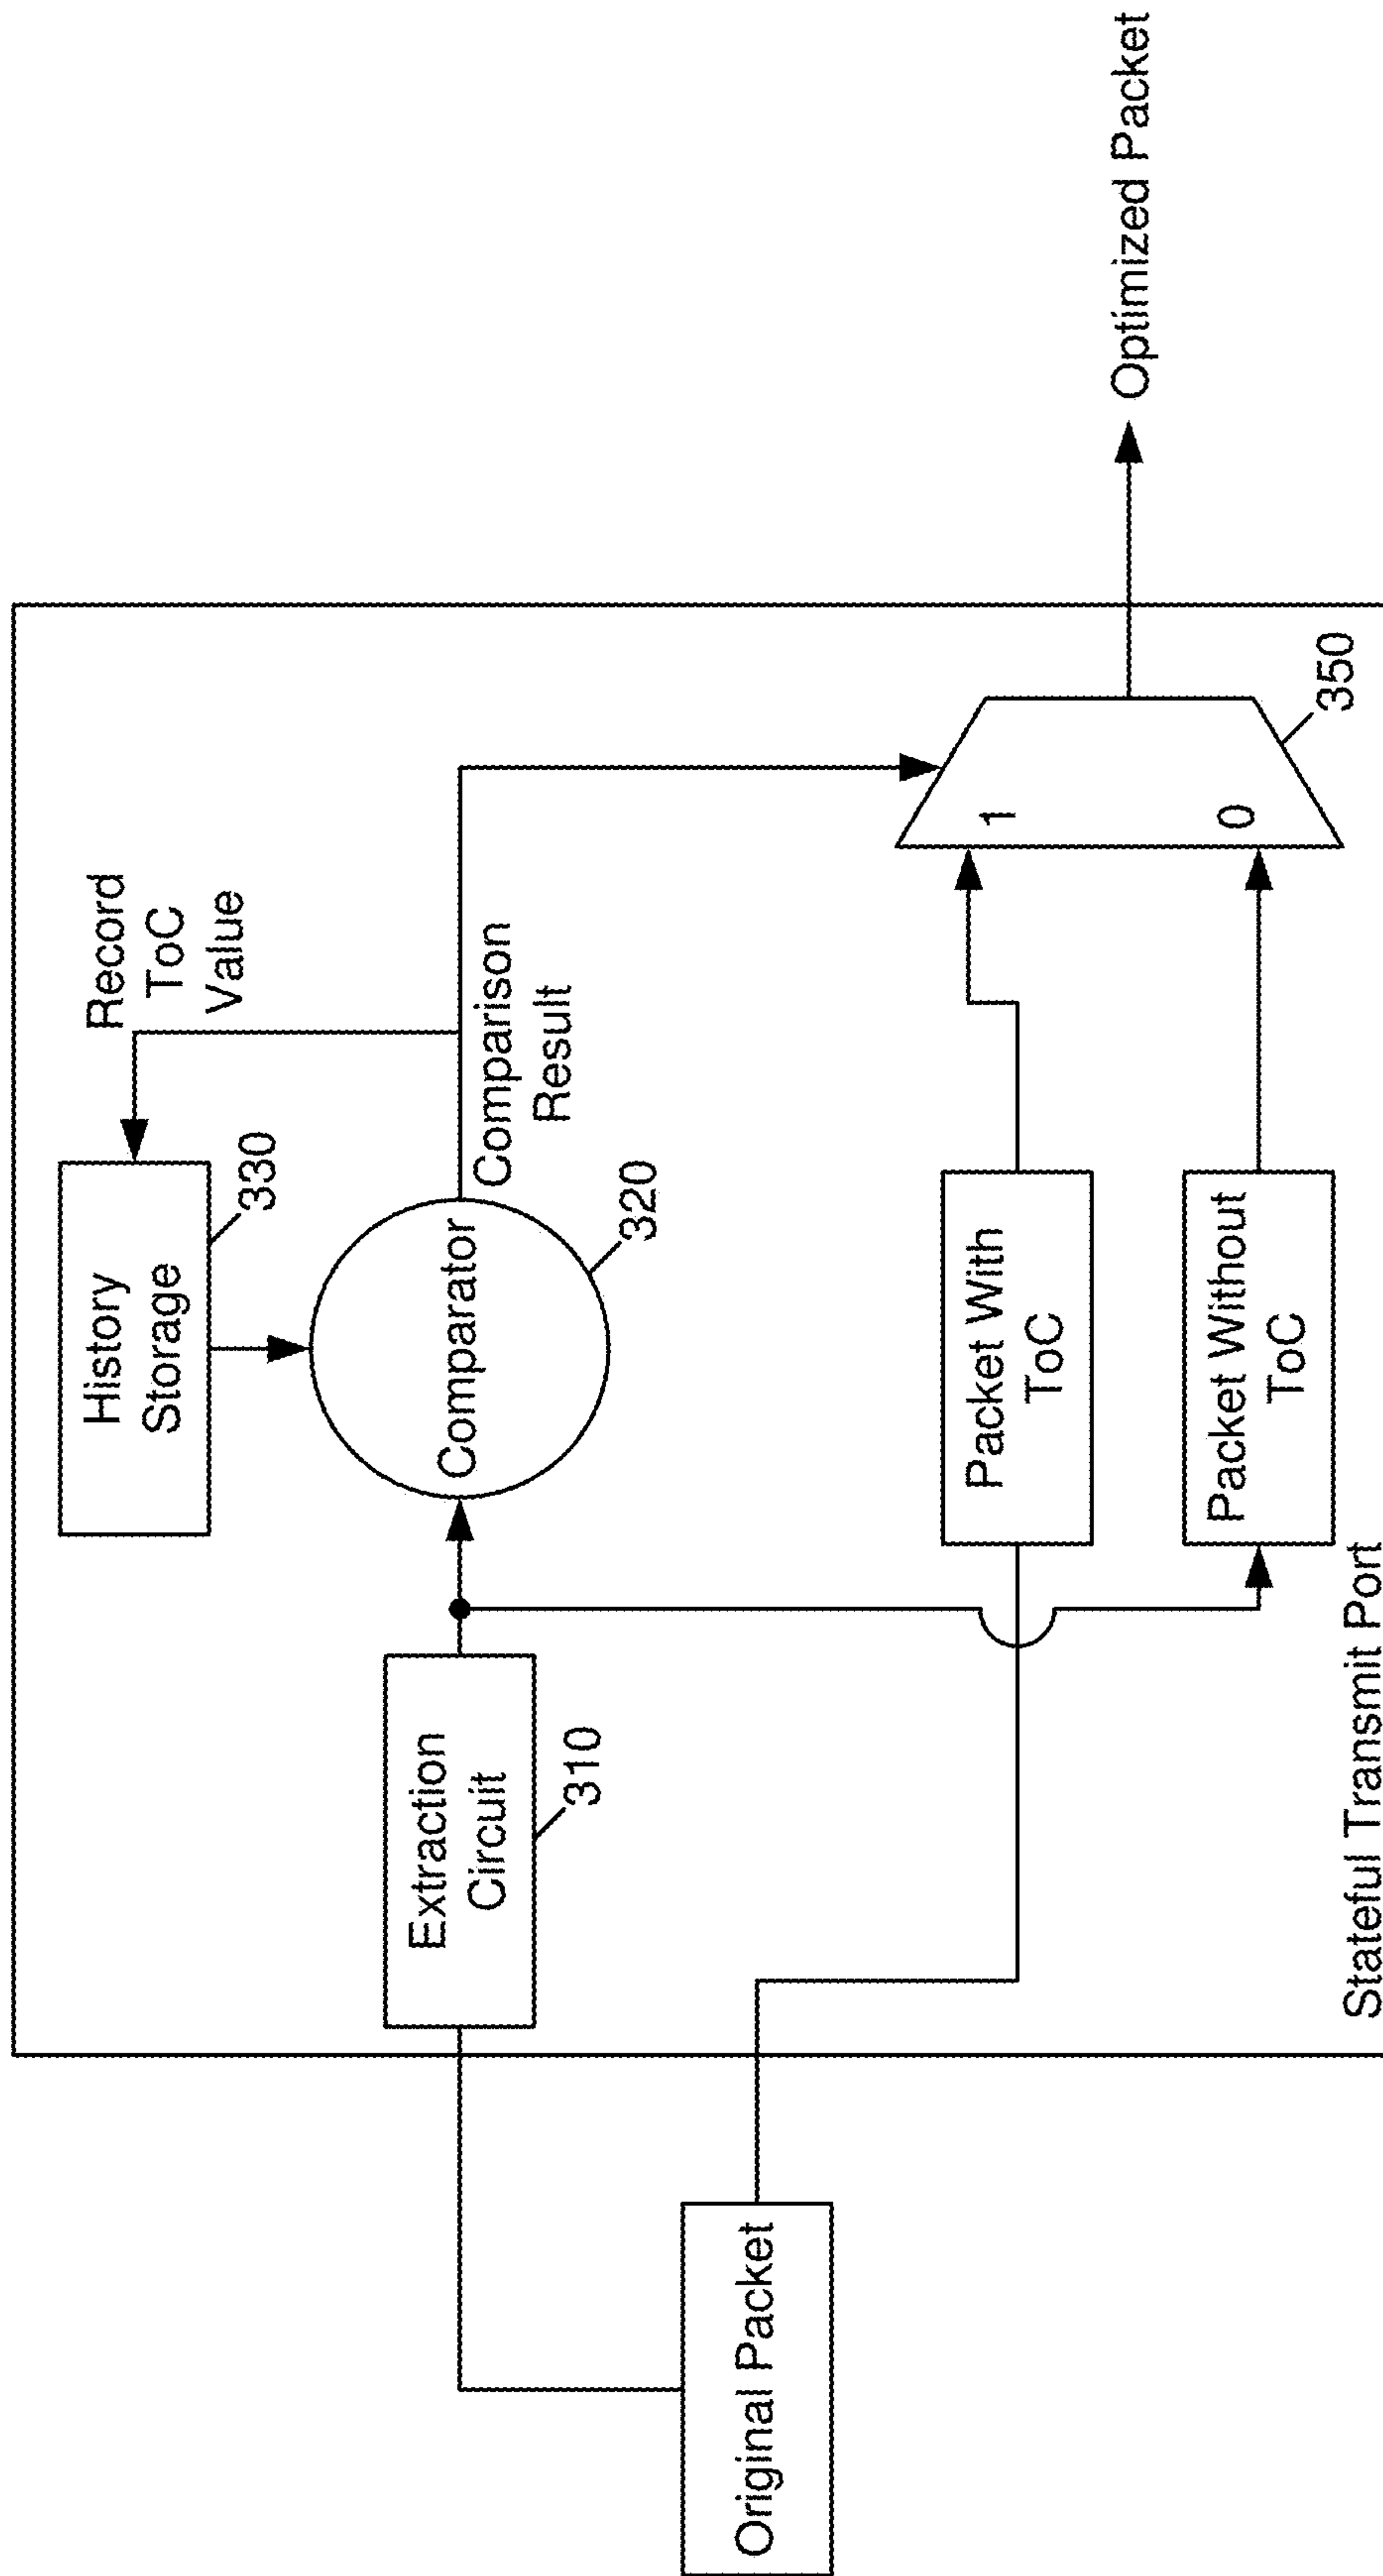 Original Packet
Extraction
Circuit
310
History
Storage
330
Record
ToC
Value
Comparator
320
Comparison
Result
Packet With
ToC
Packet Without
ToC
1
0
350
Optimized Packet
Stateful Transmit Port